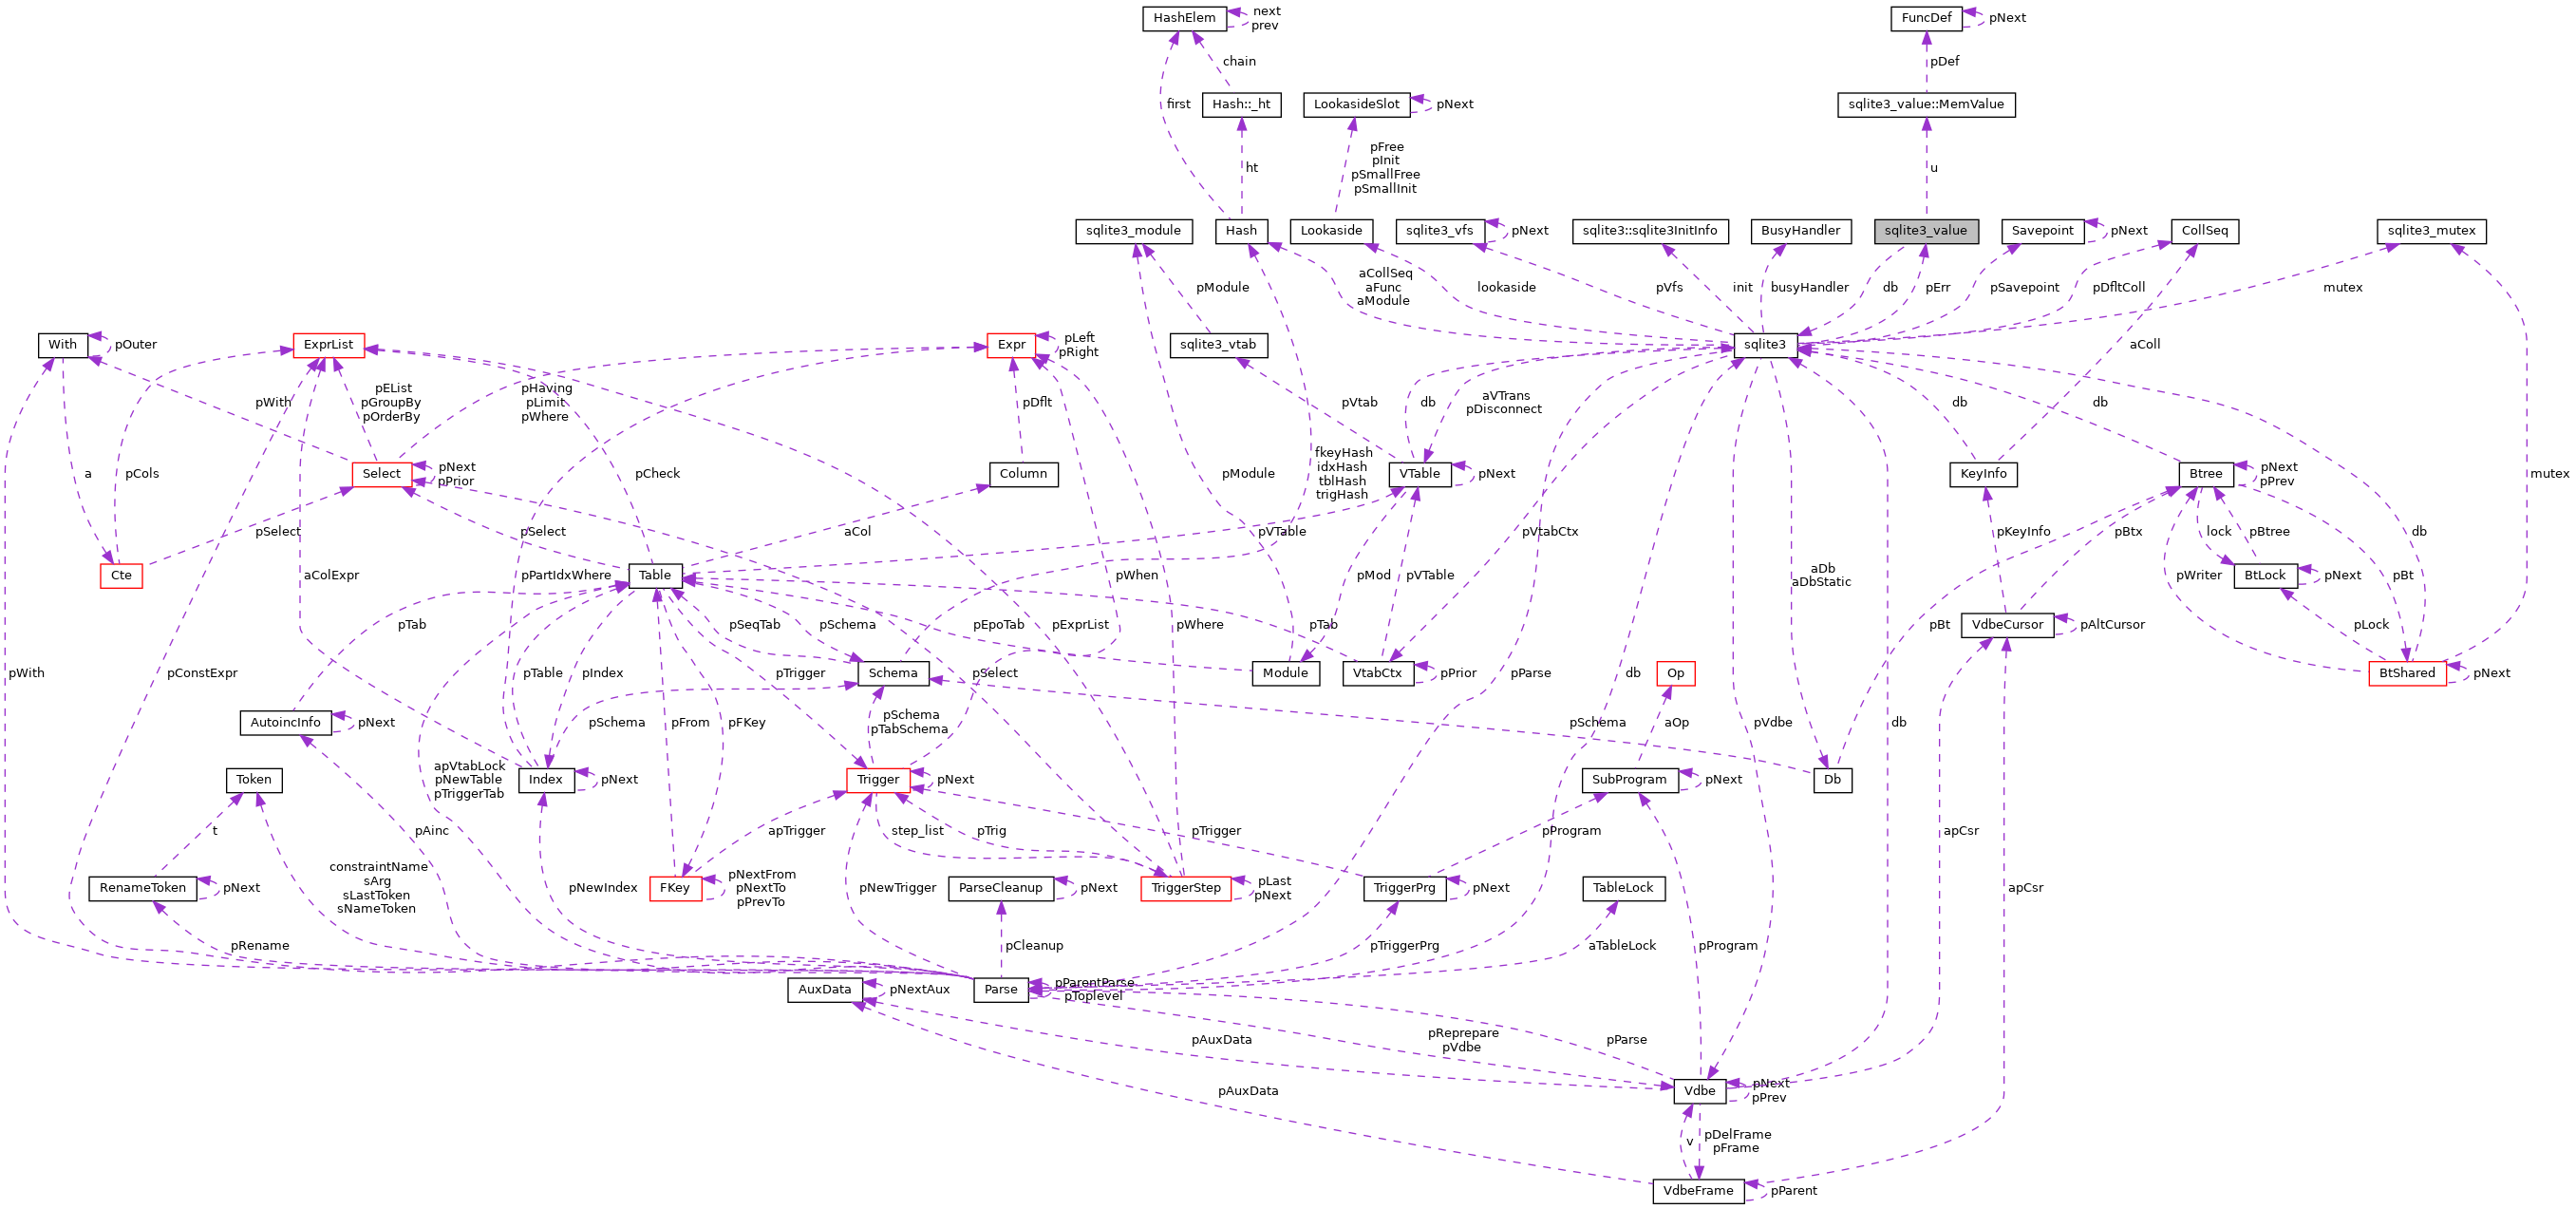 HashElem
next
prev
FuncDef
pNext
chain
pDef
first
Hash::_ht
LookasideSlot
pNext
sqlite3_value::MemValue
pFree
pInit
pSmallFree
pSmallInit
ht
u
sqlite3_module
Hash
Lookaside
sqlite3_vfs
pNext
sqlite3::sqlite3InitInfo
BusyHandler
sqlite3_value
Savepoint
pNext
CollSeq
sqlite3_mutex
pModule
aCollSeq
aFunc
aModule
lookaside
pVfs
init
busyHandler
db
pErr
pSavepoint
pDfltColl
mutex
With
pOuter
ExprList
Expr
pLeft
pRight
sqlite3_vtab
sqlite3
aColl
pWith
pEList
pGroupBy
pOrderBy
pHaving
pLimit
pWhere
pDflt
pVtab
db
aVTrans
pDisconnect
db
db
a
pCols
Select
pNext
pPrior
pCheck
Column
pModule
fkeyHash
idxHash
tblHash
trigHash
VTable
pNext
KeyInfo
Btree
pNext
pPrev
mutex
pSelect
pSelect
aCol
pVTable
pVtabCtx
pKeyInfo
pBtx
lock
pBtree
db
Cte
aColExpr
pPartIdxWhere
Table
pWhen
pMod
pVTable
aDb
aDbStatic
pWriter
BtLock
pNext
pBt
pTab
pSeqTab
pSchema
pEpoTab
pExprList
pWhere
pTab
pBt
VdbeCursor
pAltCursor
pLock
pWith
pConstExpr
pTable
pIndex
pTrigger
Schema
pSelect
Module
VtabCtx
pPrior
pParse
db
Op
BtShared
pNext
AutoincInfo
pNext
pSchema
pFrom
pFKey
pSchema
pTabSchema
pSchema
aOp
pVdbe
db
Token
apVtabLock
pNewTable
pTriggerTab
Index
pNext
Trigger
pNext
SubProgram
pNext
Db
t
pAinc
apTrigger
step_list
pTrig
pTrigger
pProgram
apCsr
RenameToken
pNext
constraintName
sArg
sLastToken
sNameToken
pNewIndex
FKey
pNextFrom
pNextTo
pPrevTo
pNewTrigger
ParseCleanup
pNext
TriggerStep
pLast
pNext
TriggerPrg
pNext
TableLock
apCsr
pRename
pCleanup
pTriggerPrg
aTableLock
pProgram
AuxData
pNextAux
Parse
pParentParse
pToplevel
pAuxData
pReprepare
pVdbe
pParse
pAuxData
Vdbe
pNext
pPrev
v
pDelFrame
pFrame
VdbeFrame
pParent